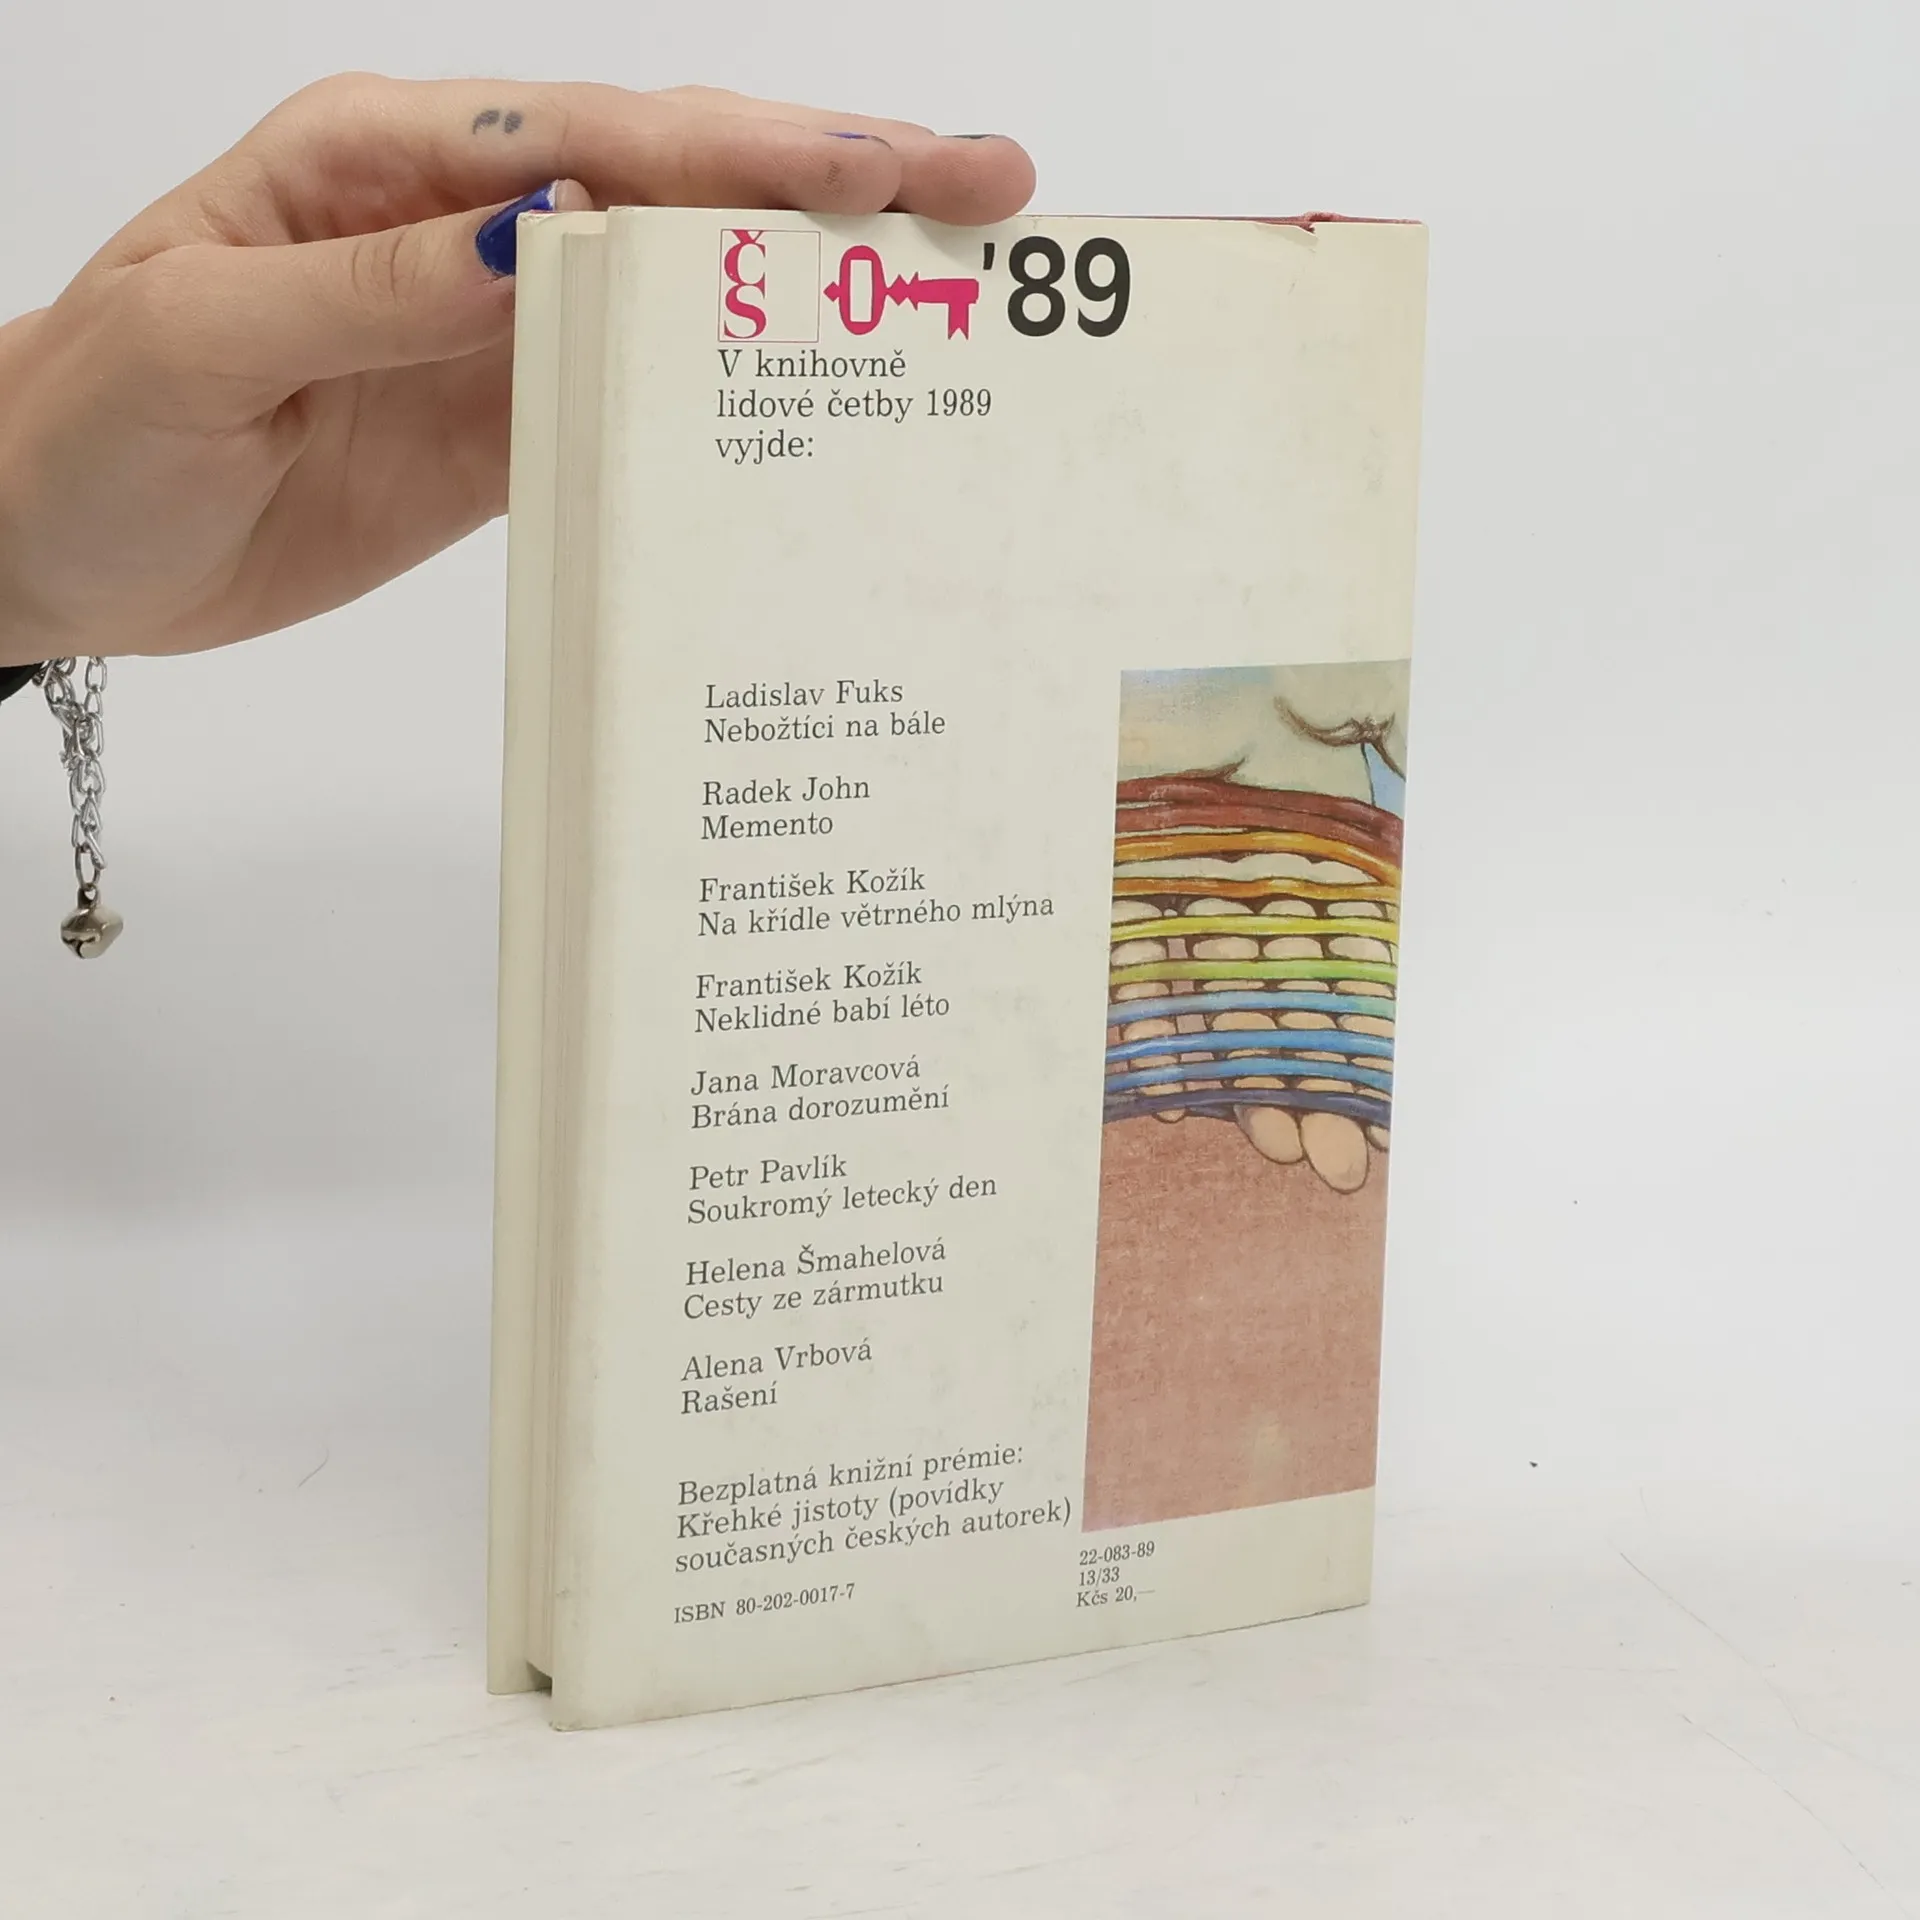 ČS '89
V knihovně
lidové četby 1989
vyjde:
Ladislav Fuks
Nebožtíci na bále
Radek John
Memento
František Kožík
Na křídle větrného mlýna
František Kožík
Neklidné babí léto
Jana Moravcová
Brána dorozumění
Petr Pavlík
Soukromý letecký den
Helena Šmahelová
Cesty ze zármutku
Alena Vrbová
Rašení
Bezplatná knižní prémie:
Křehké jistoty (povídky
současných českých autorek)
ISBN 80-202-0017-7
22-083-89
13/33
Kčs 20,—